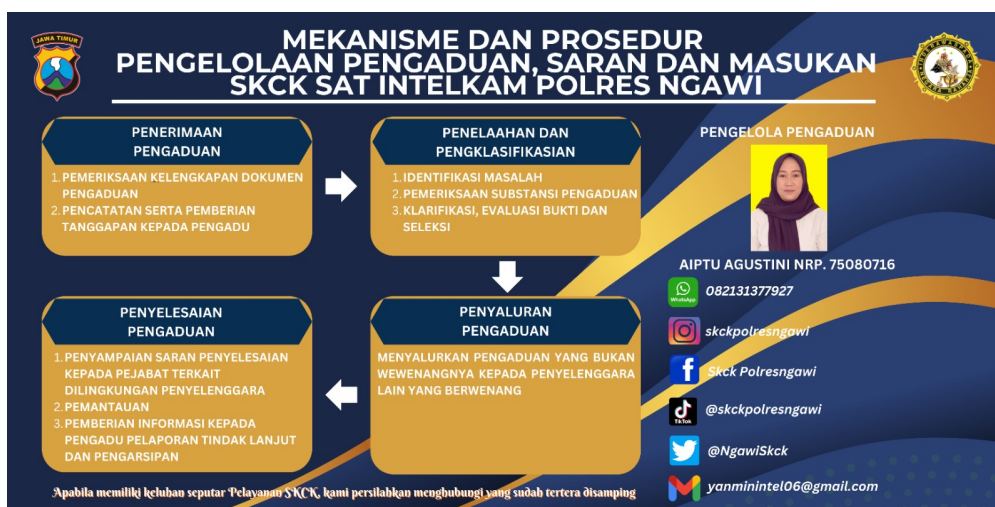 JAWA TIMUR
MEKANISME DAN PROSEDUR
PENGELOLAAN PENGADUAN, SARAN DAN MASUKAN
SKCK SAT INTELKAM POLRES NGAWI
PENERIMAAN
PENGADUAN
1. PEMERIKSAAN KELENGKAPAN DOKUMEN
PENGADUAN
2. PENCATATAN SERTA PEMBERIAN
TANGGAPAN KEPADA PENGADU
PENELAAHAN DAN
PENGKLASIFIKASIAN
1. IDENTIFIKASI MASALAH
2. PEMERIKSAAN SUBSTANSI PENGADUAN
3. KLARIFIKASI, EVALUASI BUKTI DAN
SELEKSI
PENYALURAN
PENGADUAN
MENYALURKAN PENGADUAN YANG BUKAN
WEWENANGNYA KEPADA PENYELENGGARA
LAIN YANG BERWENANG
PENYELESAIAN
PENGADUAN
1. PENYAMPAIAN SARAN PENYELESAIAN
KEPADA PEJABAT TERKAIT
DILINGKUNGAN PENYELENGGARA
2. PEMANTAUAN
3. PEMBERIAN INFORMASI KEPADA
PENGADU PELAPORAN TINDAK LANJUT
DAN PENGARSIPAN
Apabila memiliki keluhan seputar Pelayanan SKCK, kami persilahkan menghubungi yang sudah tertera disamping
PENGELOLA PENGADUAN
AIPTU AGUSTINI NRP. 75080716
WhatsApp
082131377927
skckpolresngawi
Skck Polresngawi
TikTok
@skckpolresngawi
@NgawiSkck
yanminintel06@gmail.com